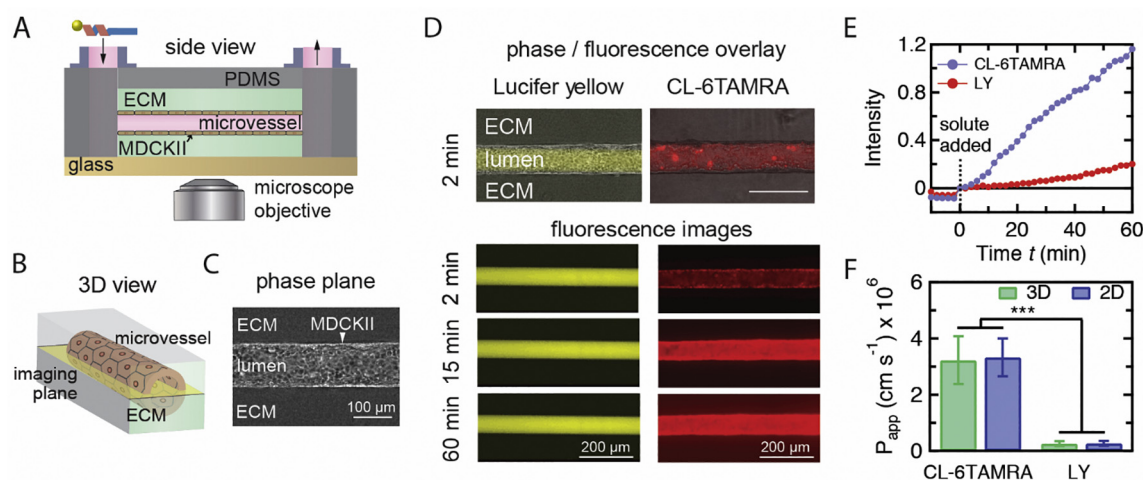 A
side view
PDMS
ECM
microvessel
MDCKII
glass
microscope
objective
B
3D view
microvessel
imaging
plane
ECM
C
phase plane
ECM
MDCKII
lumen
ECM
100 μm
D
phase / fluorescence overlay
Lucifer yellow
CL-6TAMRA
2 min
ECM
lumen
ECM
fluorescence images
2 min
15 min
60 min
200 μm
200 μm
E
Intensity
1.2
0.8
0.4
0
CL-6TAMRA
LY
solute
added
0
20
40
60
Time t (min)
F
Papp (cm s⁻¹) x 10⁶
6
4
2
0
3D
2D
***
CL-6TAMRA
LY